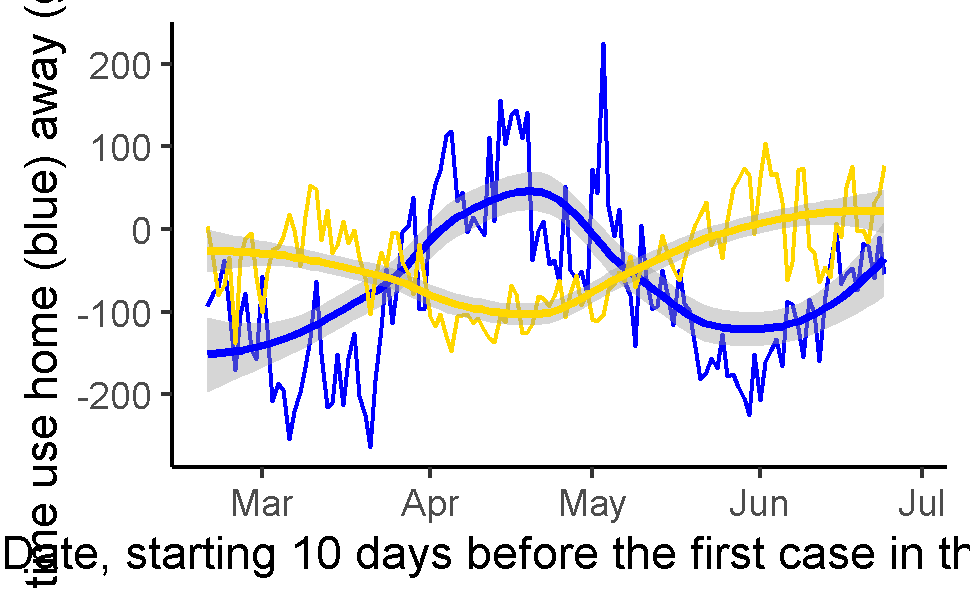 time use home (blue) away (
200
100
0
-100
-200
Mar Apr May Jun Jul
Date, starting 10 days before the first case in th